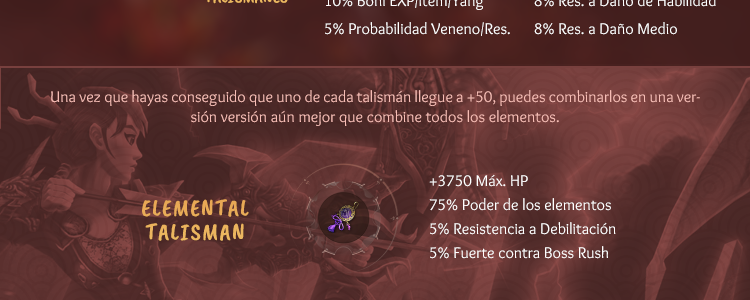 TALISMANES
10% Boni EXP/Item/Yang
8% Res. a Daño de Habilidad
5% Probabilidad Veneno/Res.
8% Res. a Daño Medio
Una vez que hayas conseguido que uno de cada talismán llegue a +50, puedes combinarlos en una ver-
sión versión aún mejor que combine todos los elementos.
ELEMENTAL
TALISMAN
+3750 Máx. HP
75% Poder de los elementos
5% Resistencia a Debilitación
5% Fuerte contra Boss Rush